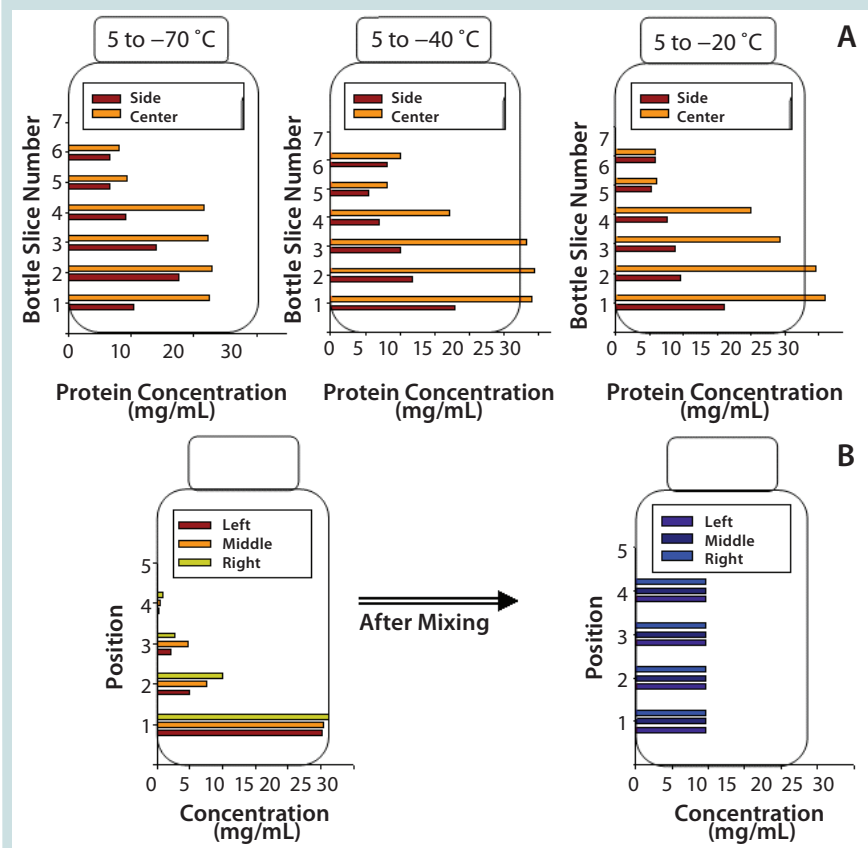 5 to −70 ˚C
5 to −40 ˚C
5 to −20 ˚C
A
Side
Center
7
6
5
4
3
2
1
Bottle Slice Number
0 10 20 30
Protein Concentration
(mg/mL)
Side
Center
7
6
5
4
3
2
1
Bottle Slice Number
0 5 10 15 20 25 30
Protein Concentration
(mg/mL)
Side
Center
7
6
5
4
3
2
1
Bottle Slice Number
0 5 10 15 20 25 30
Protein Concentration
(mg/mL)
B
Left
Middle
Right
5
4
3
2
1
Position
0 5 10 15 20 25 30
Concentration
(mg/mL)
After Mixing
Left
Middle
Right
5
4
3
2
1
Position
0 5 10 15 20 25 30
Concentration
(mg/mL)